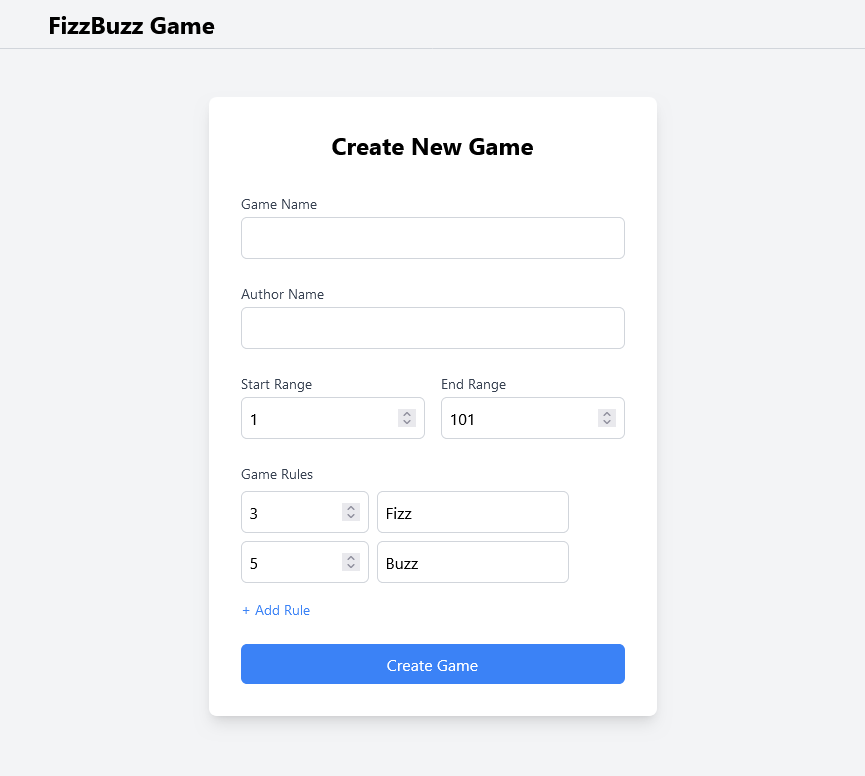 FizzBuzz Game
Create New Game
Game Name
Author Name
Start Range End Range
1 101
Game Rules
3 Fizz
5 Buzz
+ Add Rule
Create Game